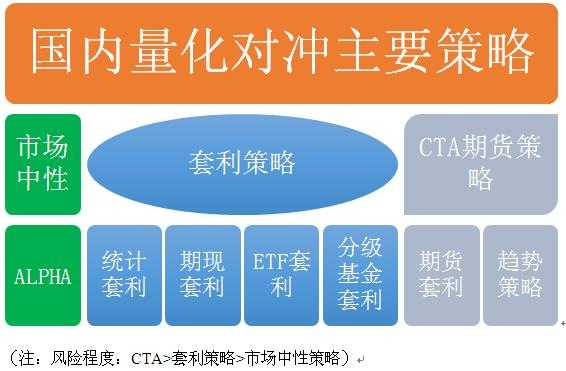 国内量化对冲主要策略
市场
中性
套利策略
CTA期货策
略
ALPHA
统计
套利
期现
套利
ETF套
利
分级
基金
套利
期货
套利
趋势
策略
（注：风险程度：CTA>套利策略>市场中性策略）